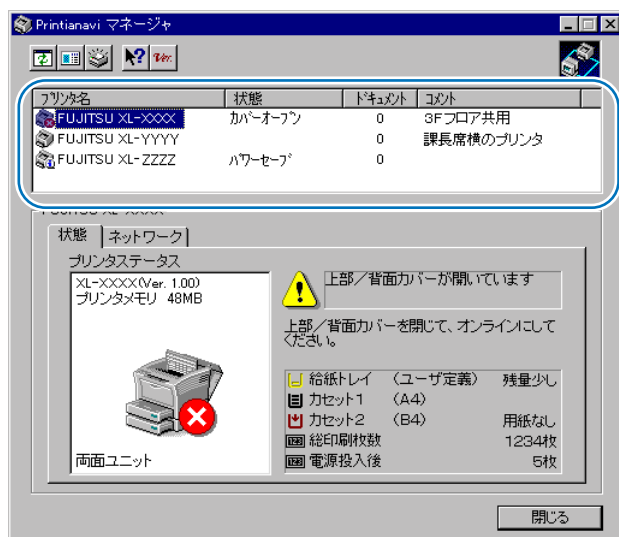 Printianavi マネージャ
Ver.
プリンタ名 状態 ドキュメント コメント
FUJITSU XL-XXXX カバーオープン 0 3Fフロア共用
FUJITSU XL-YYYY 0 課長席横のプリンタ
FUJITSU XL-ZZZZ パワーセーブ 0
FUJITSU XL-XXXX
状態 ネットワーク
プリンタステータス
XL-XXXX(Ver. 1.00)
プリンタメモリ 48MB
両面ユニット
上部/背面カバーが開いています
上部/背面カバーを閉じて、オンラインにして
ください。
給紙トレイ (ユーザ定義) 残量少し
カセット1 (A4)
カセット2 (B4) 用紙なし
総印刷枚数 1234枚
電源投入後 5枚
閉じる